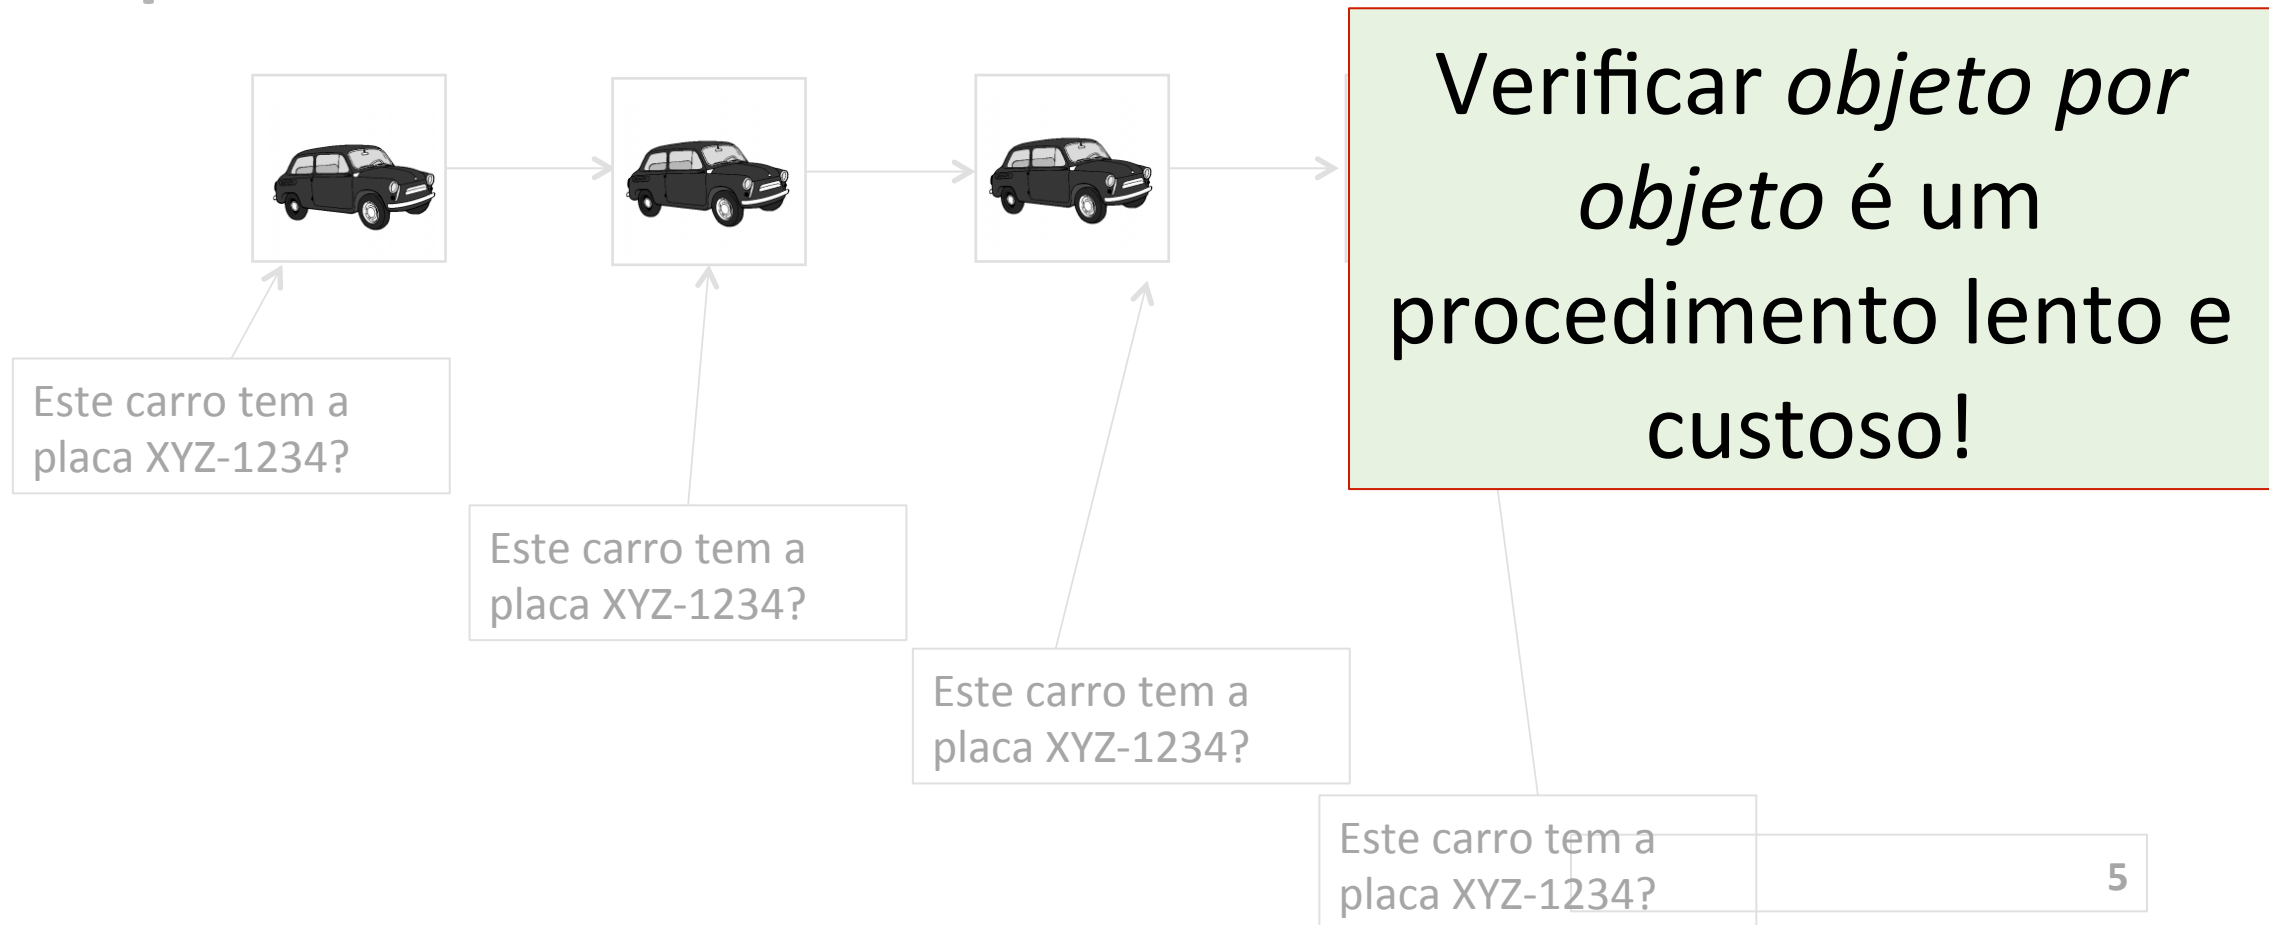 Verificar objeto por
objeto é um
procedimento lento e
custoso!
Este carro tem a
placa XYZ-1234?
Este carro tem a
placa XYZ-1234?
Este carro tem a
placa XYZ-1234?
Este carro tem a
placa XYZ-1234?
5